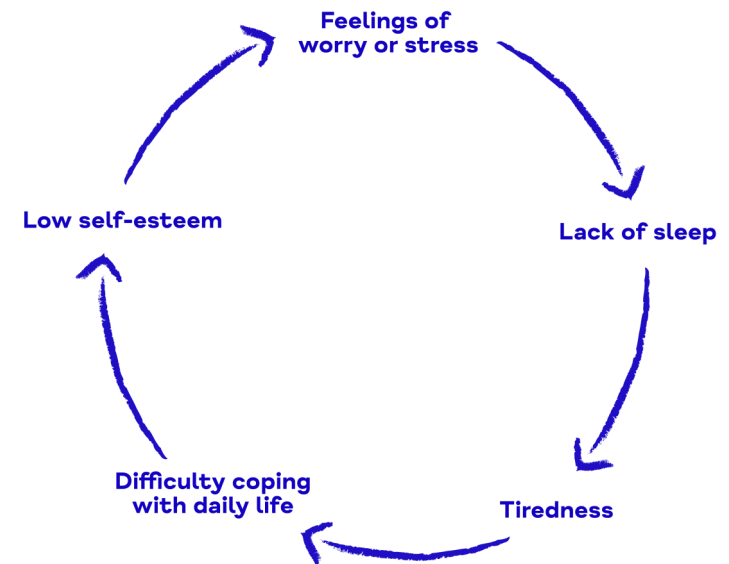 Feelings of
worry or stress
Lack of sleep
Tiredness
Difficulty coping
with daily life
Low self-esteem